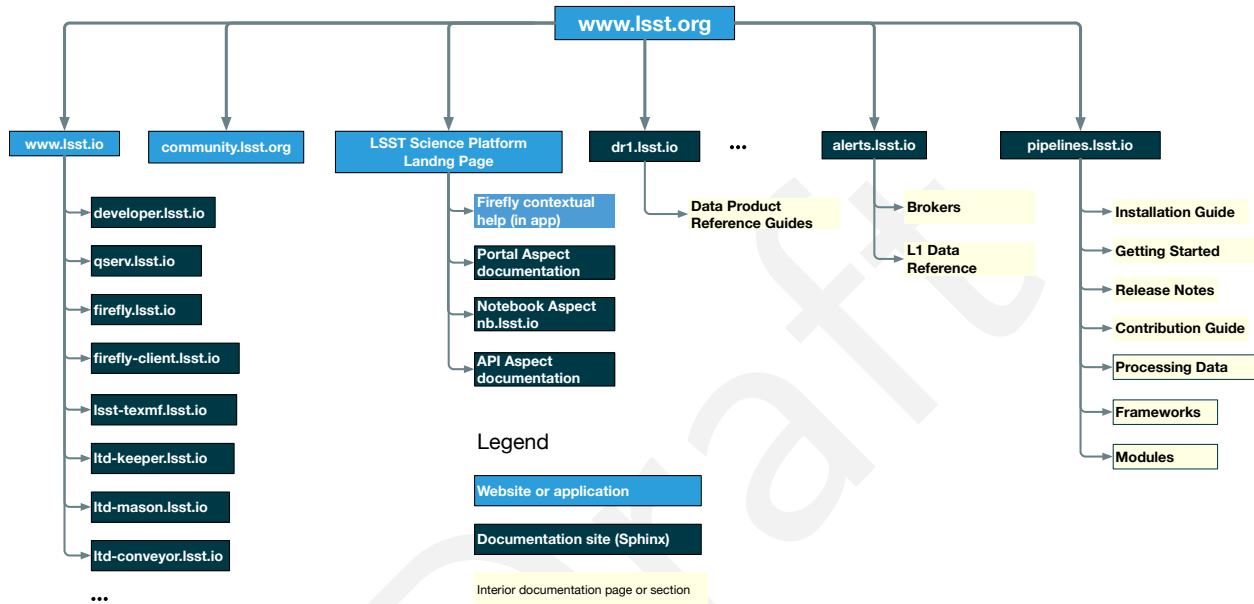 www.lsst.org
www.lsst.io
community.lsst.org
LSST Science Platform
Landng Page
dr1.lsst.io
...
alerts.lsst.io
pipelines.lsst.io
developer.lsst.io
qserv.lsst.io
firefly.lsst.io
firefly-client.lsst.io
lsst-texmf.lsst.io
ltd-keeper.lsst.io
ltd-mason.lsst.io
ltd-conveyor.lsst.io
...
Firefly contextual
help (in app)
Portal Aspect
documentation
Notebook Aspect
nb.lsst.io
API Aspect
documentation
Data Product
Reference Guides
Brokers
L1 Data
Reference
Installation Guide
Getting Started
Release Notes
Contribution Guide
Processing Data
Frameworks
Modules
Legend
Website or application
Documentation site (Sphinx)
Interior documentation page or section
Draft